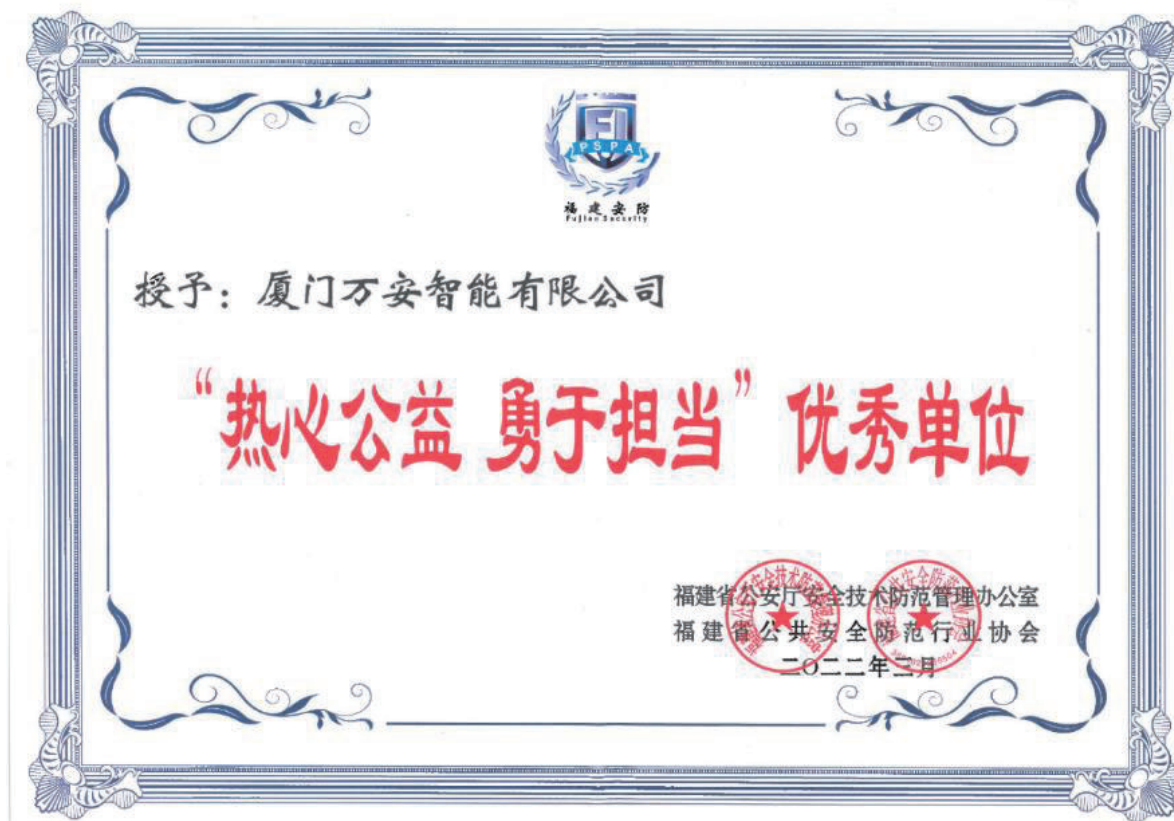 FJ
PSPA
福建安防
Fujian Security
授予：厦门万安智能有限公司
“热心公益 勇于担当”优秀单位
福建省公安厅安全技术防范管理办公室
福建省公共安全防范行业协会
二〇二二年三月